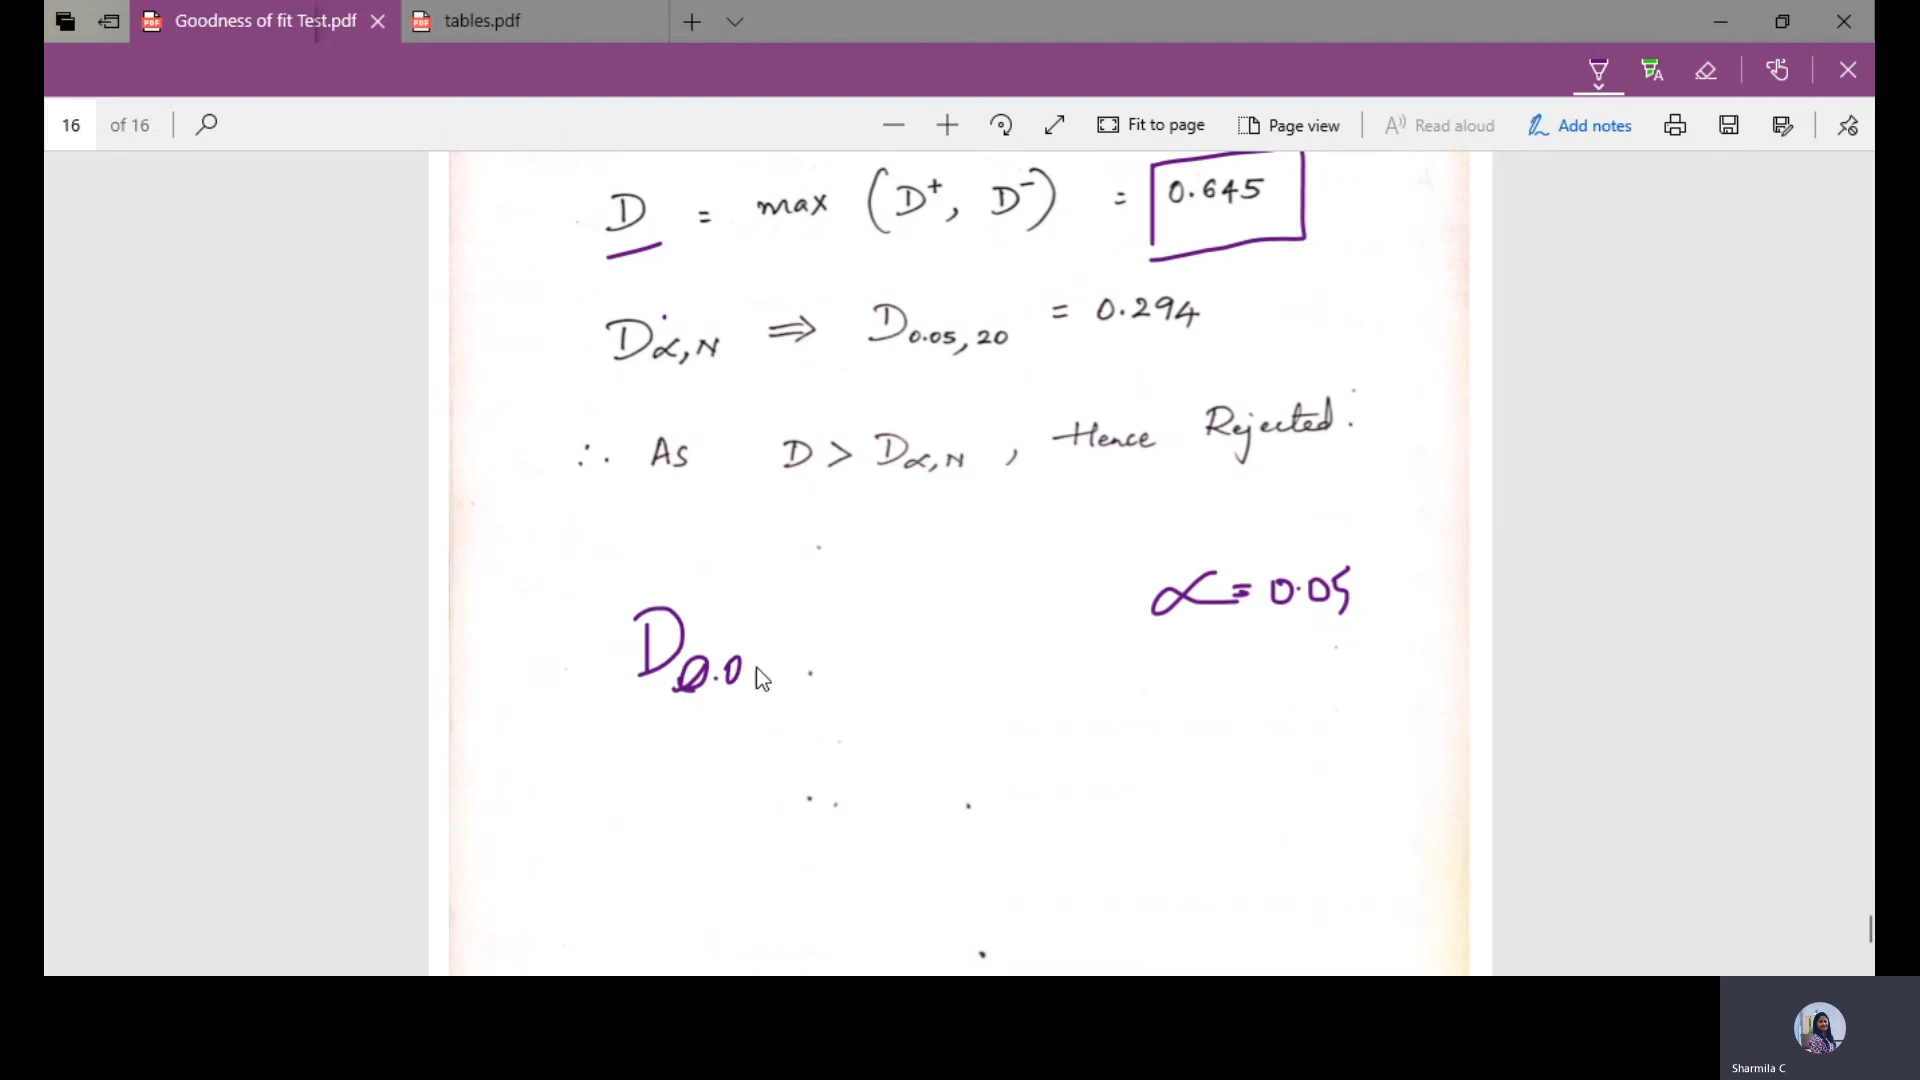 Goodness of fit Test.pdf
tables.pdf
16 of 16
Fit to page
Page view
Read aloud
Add notes
D = max (D⁺, D⁻) = 0.645
Dα,N ⇒ D0.05,20 = 0.294
∴ As D > Dα,N , Hence Rejected.
α = 0.05
D0.0
Sharmila C